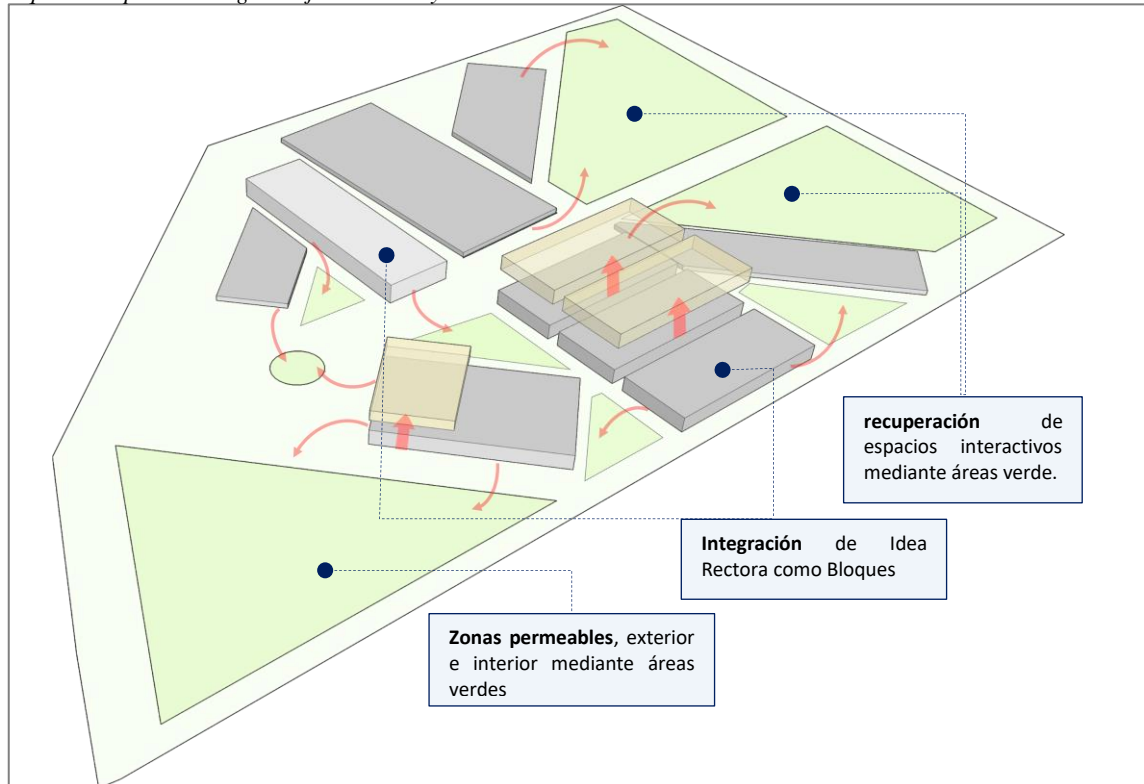 recuperación de
espacios interactivos
mediante áreas verde.
Integración de Idea
Rectora como Bloques
Zonas permeables, exterior
e interior mediante áreas
verdes